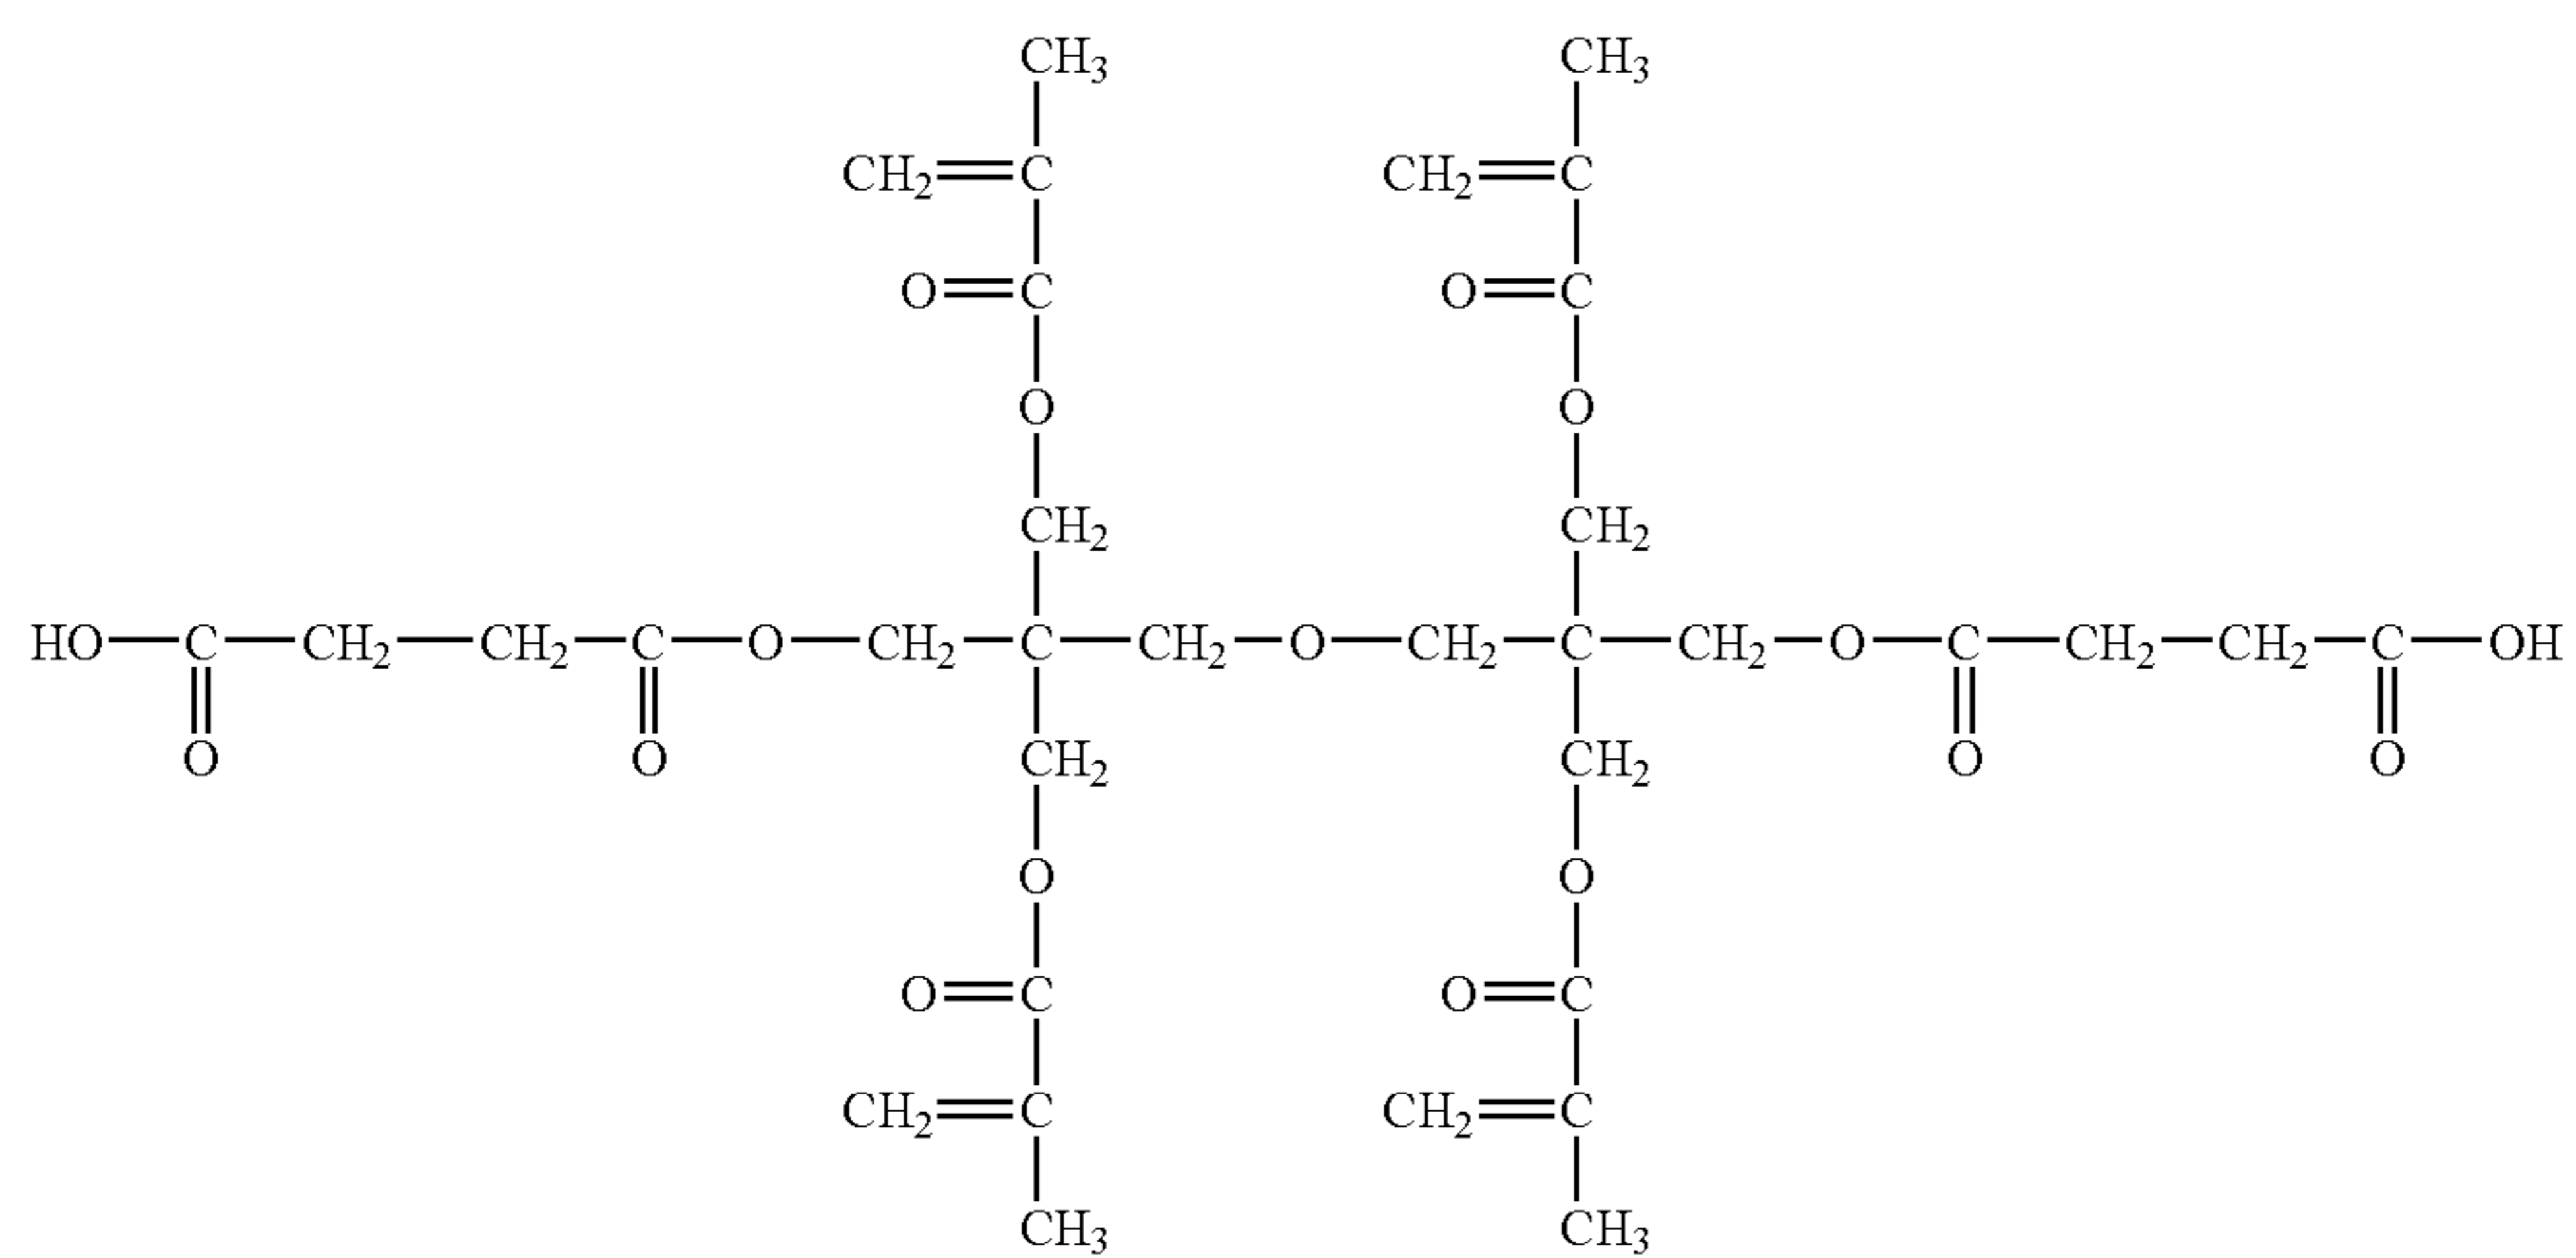 CH₃ CH₃
CH₂=C CH₂=C
O=C O=C
O O
CH₂ CH₂
HO—C—CH₂—CH₂—C—O—CH₂—C—CH₂—O—CH₂—C—CH₂—O—C—CH₂—CH₂—C—OH
O O CH₂ CH₂ O O
O O
O=C O=C
CH₂=C CH₂=C
CH₃ CH₃